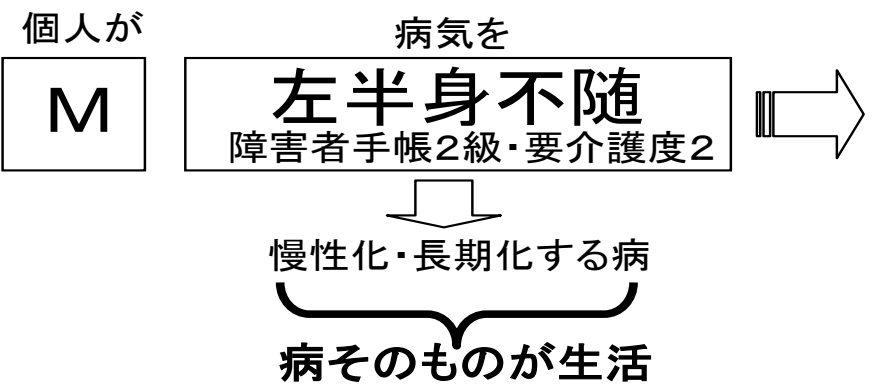 個人が
病気を
M
左半身不随
障害者手帳2級・要介護度2
慢性化・長期化する病
病そのものが生活